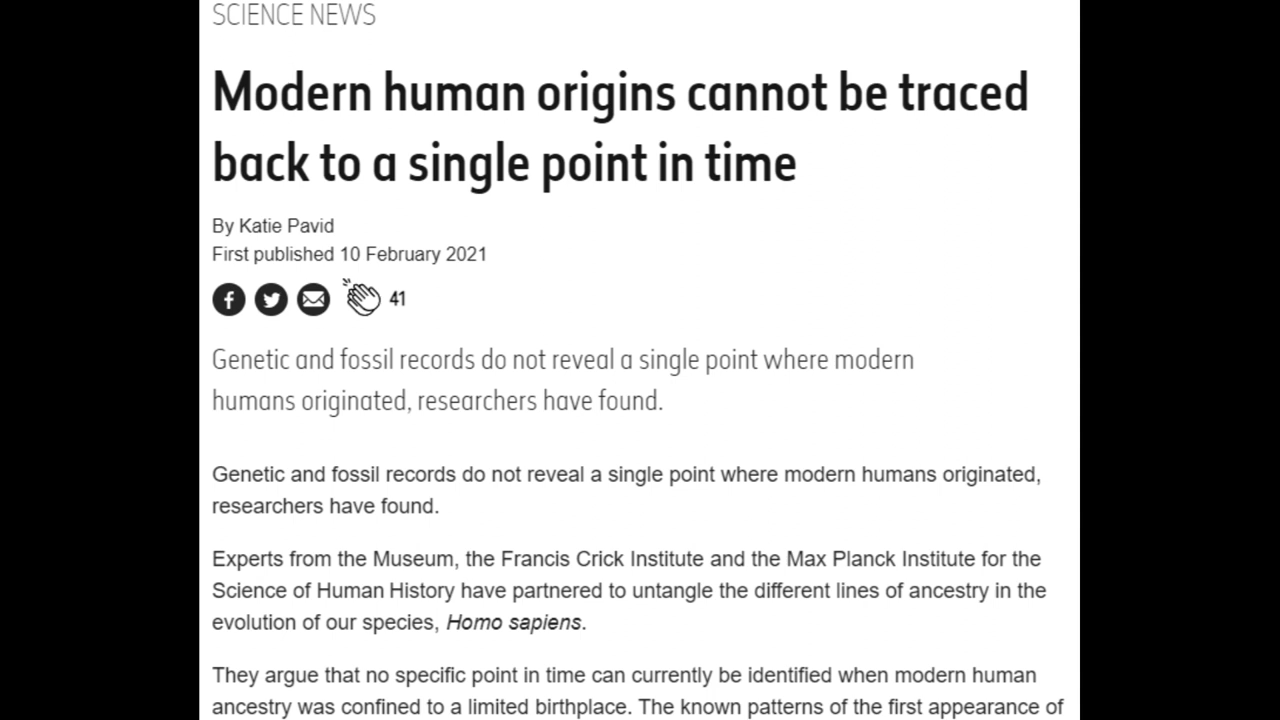 SCIENCE NEWS
Modern human origins cannot be traced
back to a single point in time
By Katie Pavid
First published 10 February 2021
41
Genetic and fossil records do not reveal a single point where modern
humans originated, researchers have found.
Genetic and fossil records do not reveal a single point where modern humans originated,
researchers have found.
Experts from the Museum, the Francis Crick Institute and the Max Planck Institute for the
Science of Human History have partnered to untangle the different lines of ancestry in the
evolution of our species, Homo sapiens.
They argue that no specific point in time can currently be identified when modern human
ancestry was confined to a limited birthplace. The known patterns of the first appearance of